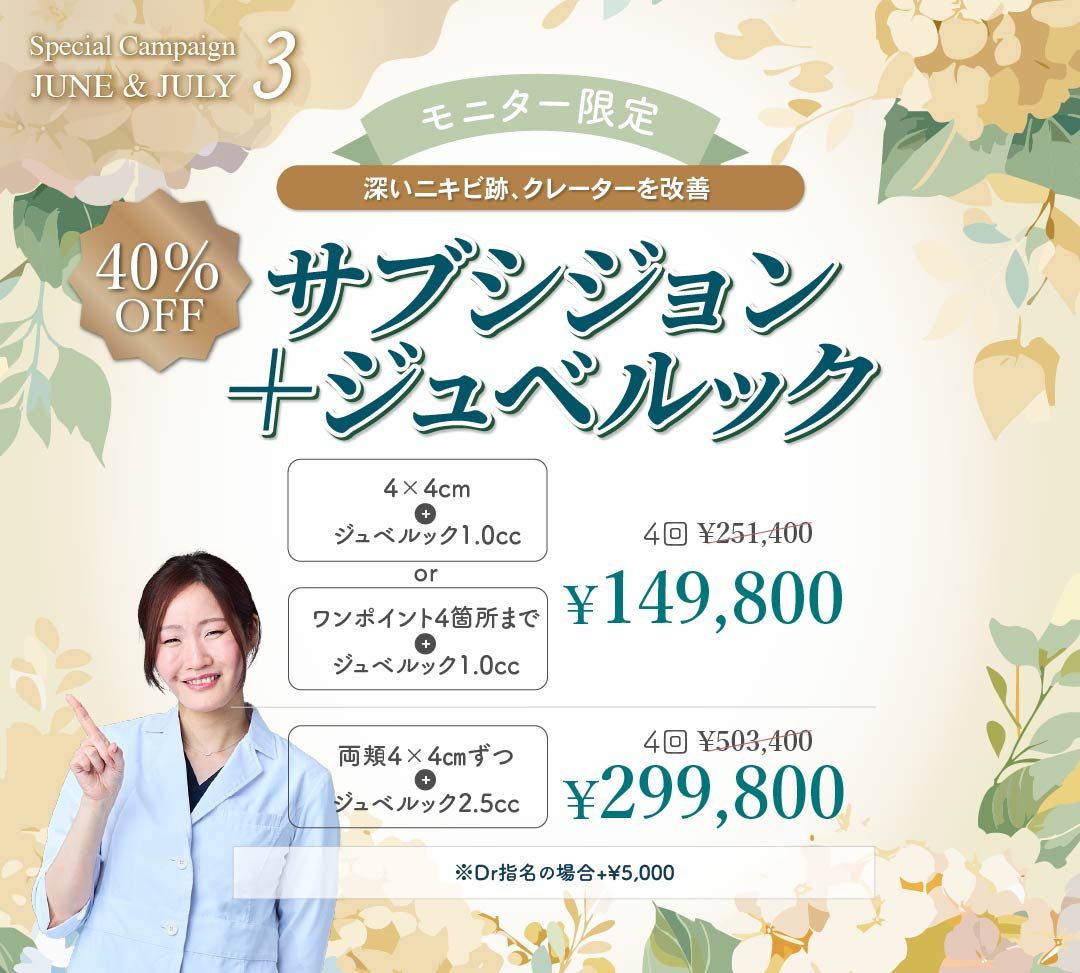 Special Campaign
JUNE & JULY 3
モニター限定
深いニキビ跡、クレーターを改善
40%
OFF
サブシジョン
＋ジュベルック
4×4cm
+
ジュベルック1.0cc
or
ワンポイント4箇所まで
+
ジュベルック1.0cc
4回 ¥251,400
¥149,800
両頬4×4㎝ずつ
+
ジュベルック2.5cc
4回 ¥503,400
¥299,800
※Dr指名の場合+¥5,000